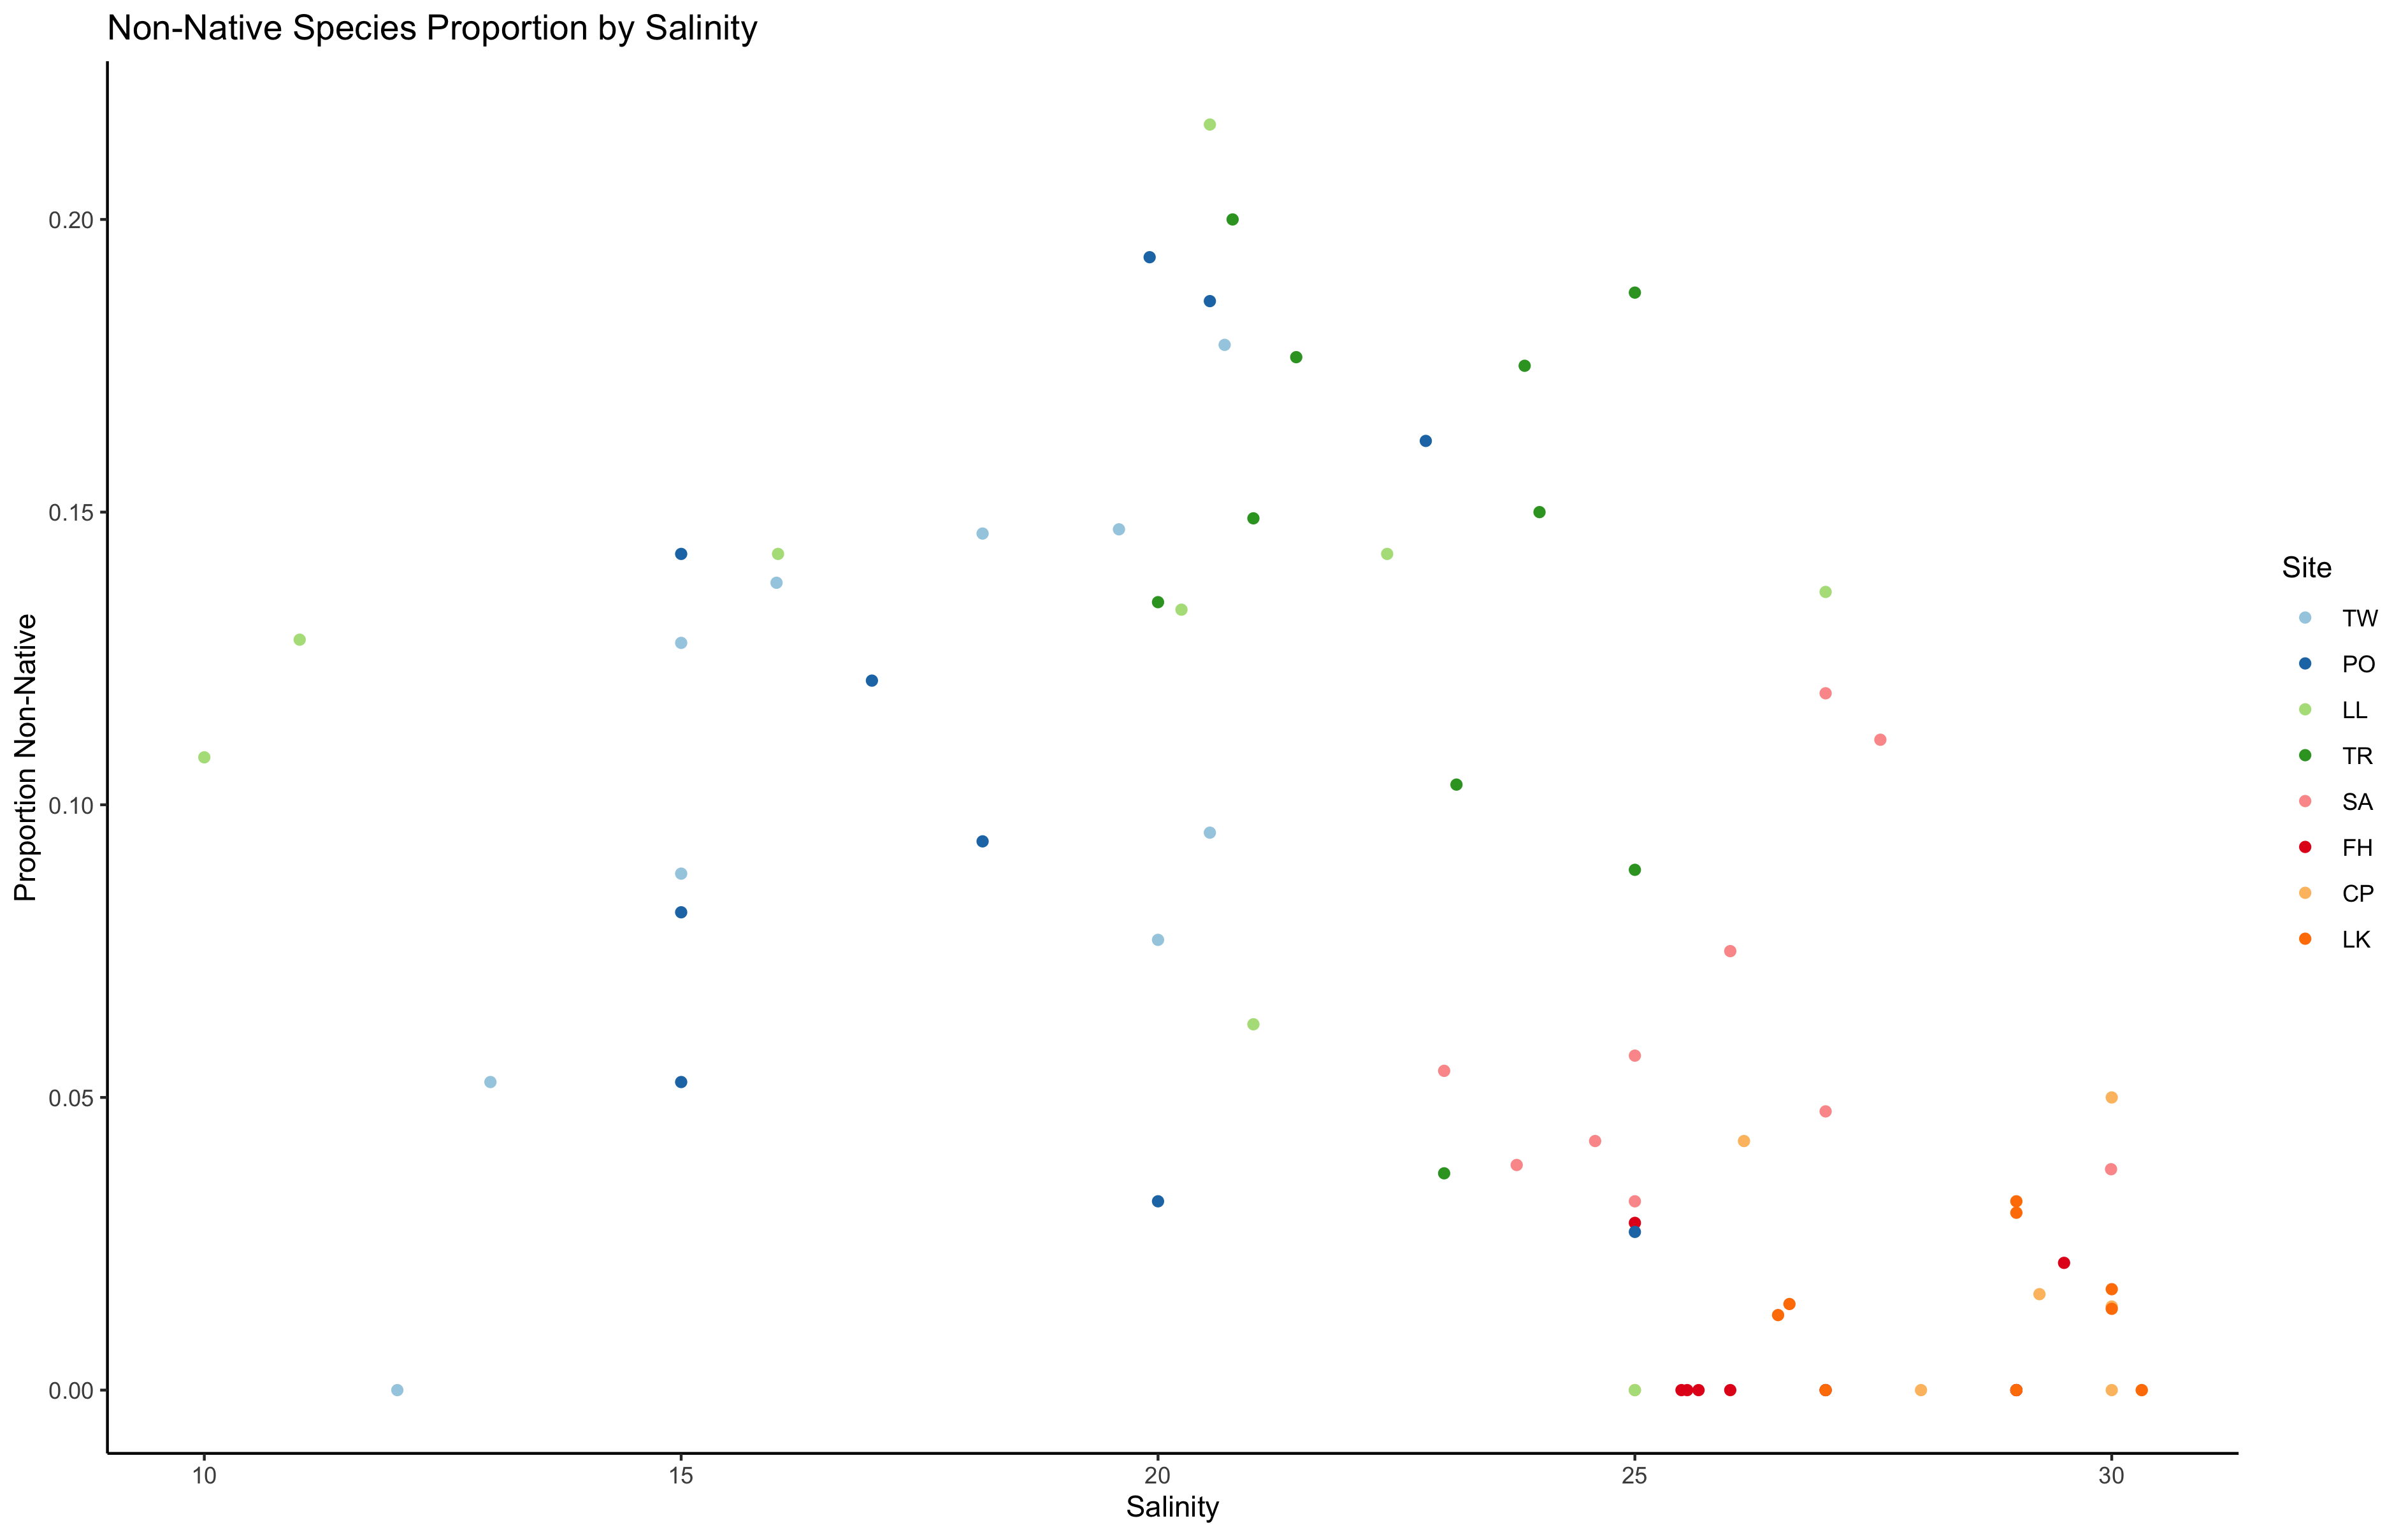 Non-Native Species Proportion by Salinity
Proportion Non-Native
0.20
0.15
0.10
0.05
0.00
10 15 20 25 30
Salinity
Site
TW
PO
LL
TR
SA
FH
CP
LK